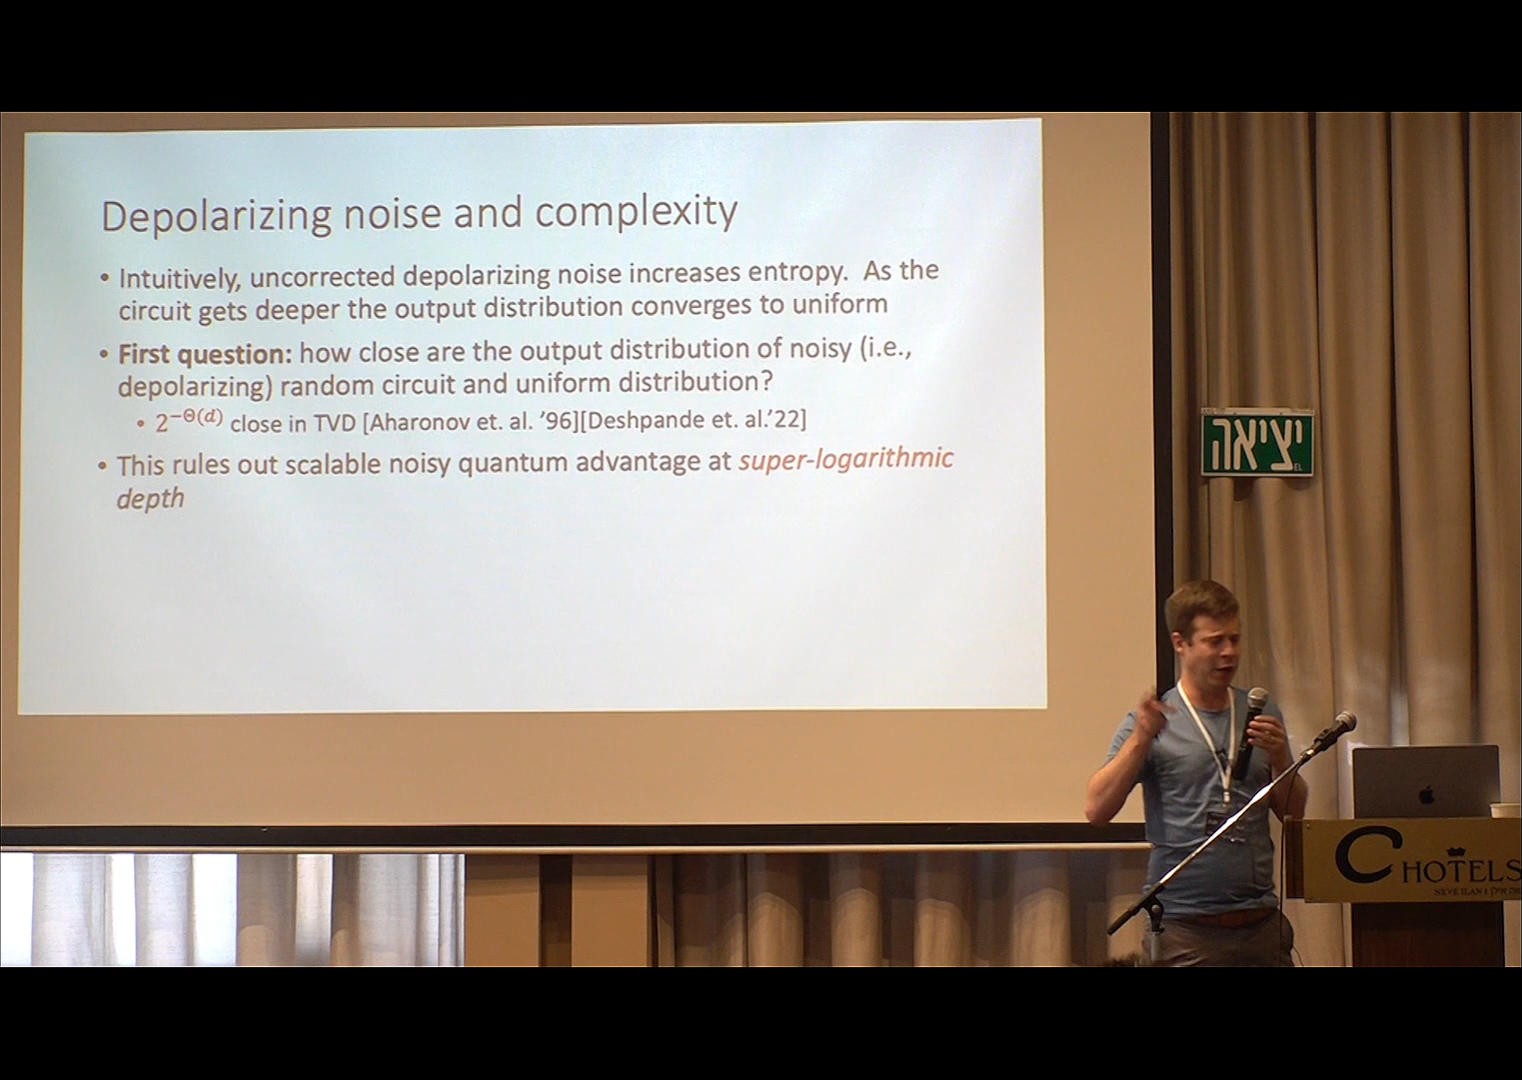 Depolarizing noise and complexity
• Intuitively, uncorrected depolarizing noise increases entropy. As the
circuit gets deeper the output distribution converges to uniform
• First question: how close are the output distribution of noisy (i.e.,
depolarizing) random circuit and uniform distribution?
• 2^{-Θ(d)} close in TVD [Aharonov et. al. ’96][Deshpande et. al.’22]
• This rules out scalable noisy quantum advantage at super-logarithmic
depth
יציאה
EL
C HOTELS
NEVE ILAN